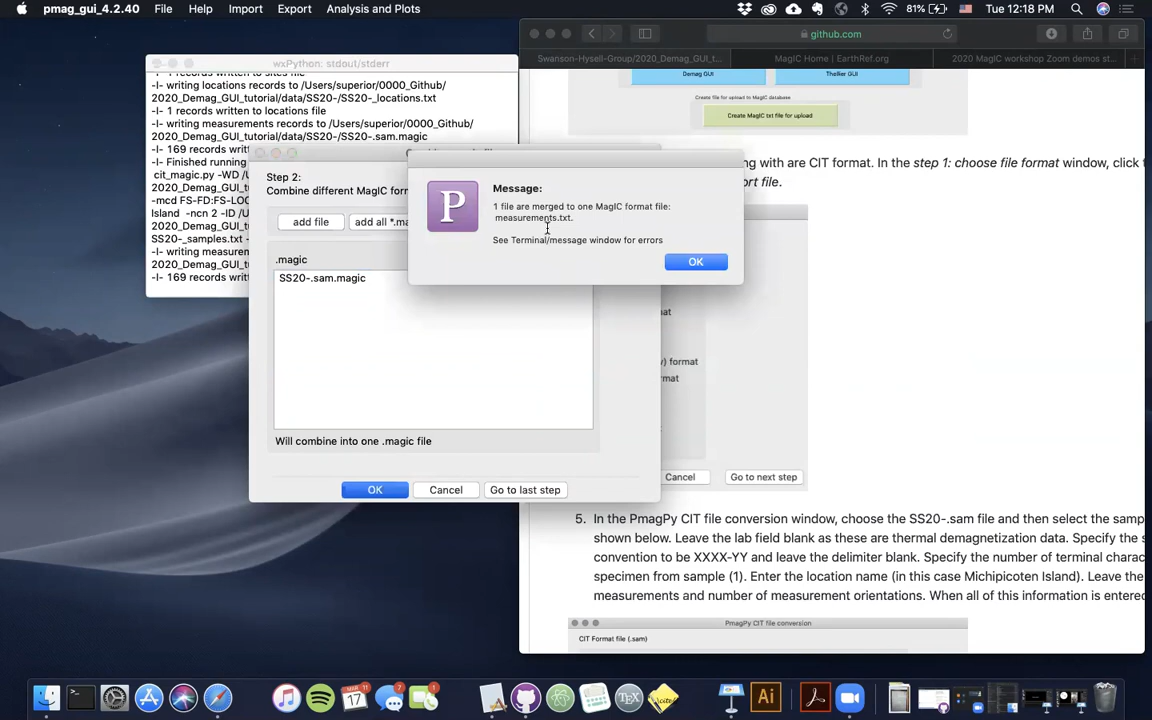 pmag_gui_4.2.40 File Help Import Export Analysis and Plots 81% Tue 12:18 PM
github.com
Swanson-Hysell-Group/2020_Demag_GUI_t... MagIC Home | EarthRef.org 2020 MagIC workshop Zoom demos st...
wxPython: stdout/stderr
-I- 1 records written to sites file
-I- writing locations records to /Users/superior/0000_Github/
2020_Demag_GUI_tutorial/data/SS20-/SS20-_locations.txt
-I- 1 records written to locations file
-I- writing measurements records to /Users/superior/0000_Github/
2020_Demag_GUI_tutorial/data/SS20-/SS20-.sam.magic
-I- 169 records writ
-I- Finished running
cit_magic.py -WD /U
-mcd FS-FD:FS-LOC
Island -ncn 2 -ID /U
2020_Demag_GUI_tu
SS20-_samples.txt -
-I- writing measurem
2020_Demag_GUI_tu
-I- 169 records writ
Step 2:
Combine different MagIC forn
add file add all *.ma
.magic
SS20-.sam.magic
Will combine into one .magic file
OK Cancel Go to last step
Message:
1 file are merged to one MagIC format file:
measurements.txt.
See Terminal/message window for errors
OK
Demag GUI Thellier GUI
Create file for upload to MagIC database
Create MagIC txt file for upload
ng with are CIT format. In the step 1: choose file format window, click
ort file.
mat
y) format
mat
Cancel Go to next step
5. In the PmagPy CIT file conversion window, choose the SS20-.sam file and then select the samp
shown below. Leave the lab field blank as these are thermal demagnetization data. Specify the s
convention to be XXXX-YY and leave the delimiter blank. Specify the number of terminal charac
specimen from sample (1). Enter the location name (in this case Michipicoten Island). Leave the
measurements and number of measurement orientations. When all of this information is entered
PmagPy CIT file conversion
CIT Format file (.sam)